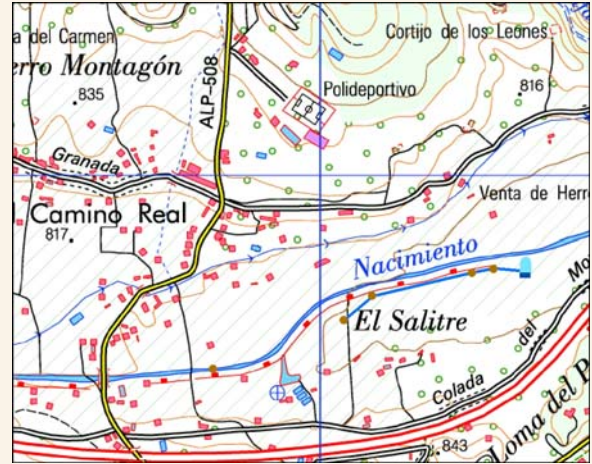 a del Carmen
erro Montagón
835
ALP-508
Cortijo de los Leones
Polideportivo
816
Granada
Camino Real
817
Venta de Herr
Nacimiento
El Salitre
Mo
del
Colada
Loma del P
843